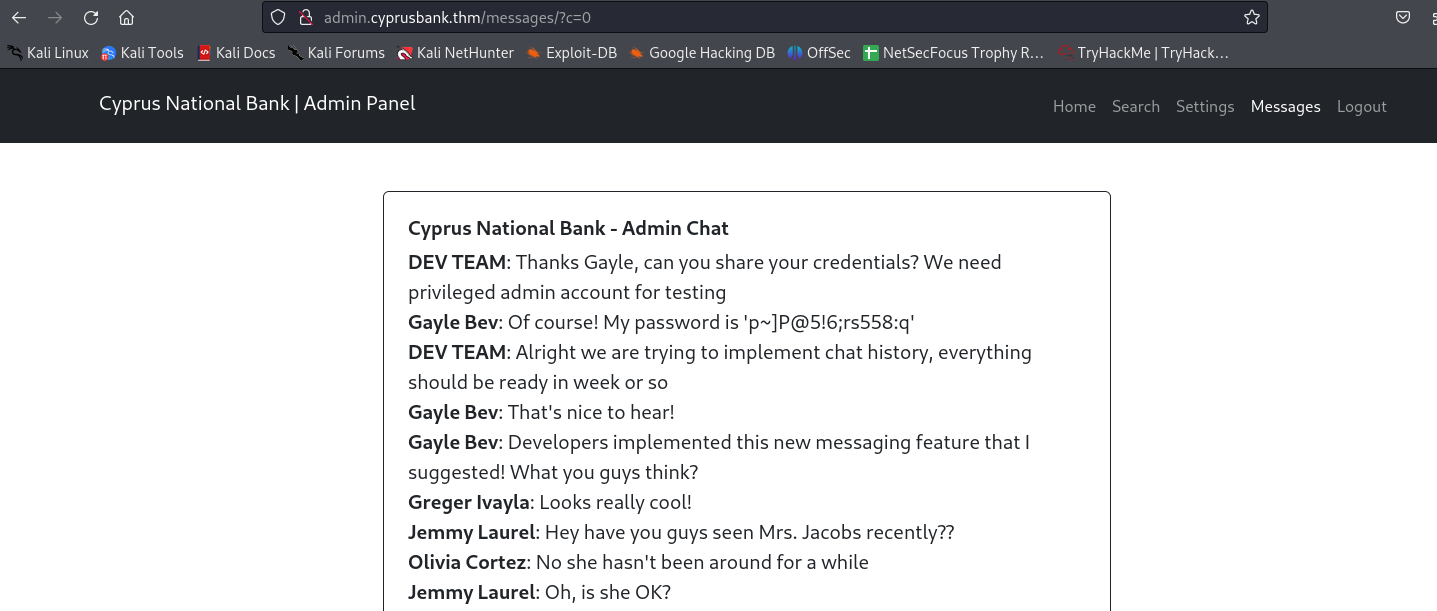 admin.cyprusbank.thm/messages/?c=0
Kali Linux Kali Tools Kali Docs Kali Forums Kali NetHunter Exploit-DB Google Hacking DB OffSec NetSecFocus Trophy R… TryHackMe | TryHack…
Cyprus National Bank | Admin Panel Home Search Settings Messages Logout
Cyprus National Bank - Admin Chat
DEV TEAM: Thanks Gayle, can you share your credentials? We need
privileged admin account for testing
Gayle Bev: Of course! My password is 'p~]P@5!6;rs558:q'
DEV TEAM: Alright we are trying to implement chat history, everything
should be ready in week or so
Gayle Bev: That's nice to hear!
Gayle Bev: Developers implemented this new messaging feature that I
suggested! What you guys think?
Greger Ivayla: Looks really cool!
Jemmy Laurel: Hey have you guys seen Mrs. Jacobs recently??
Olivia Cortez: No she hasn't been around for a while
Jemmy Laurel: Oh, is she OK?